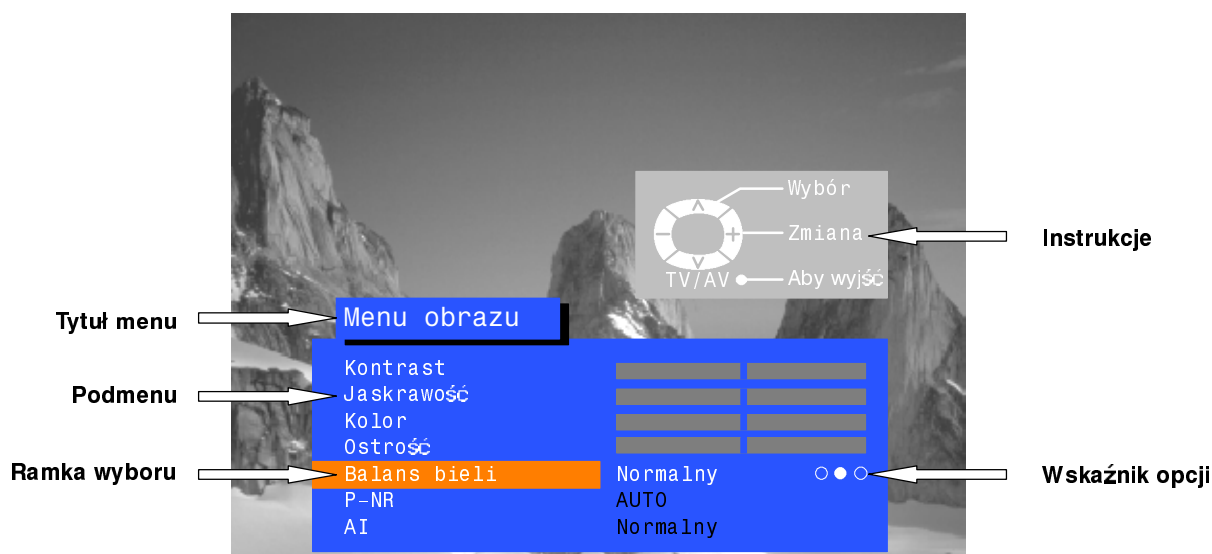 Wybór
Zmiana
TV/AV
Aby wyjść
Instrukcje
Tytuł menu
Menu obrazu
Kontrast
Podmenu
Jaskrawość
Kolor
Ostrość
Ramka wyboru
Balans bieli
Normalny
Wskaźnik opcji
P-NR
AUTO
AI
Normalny